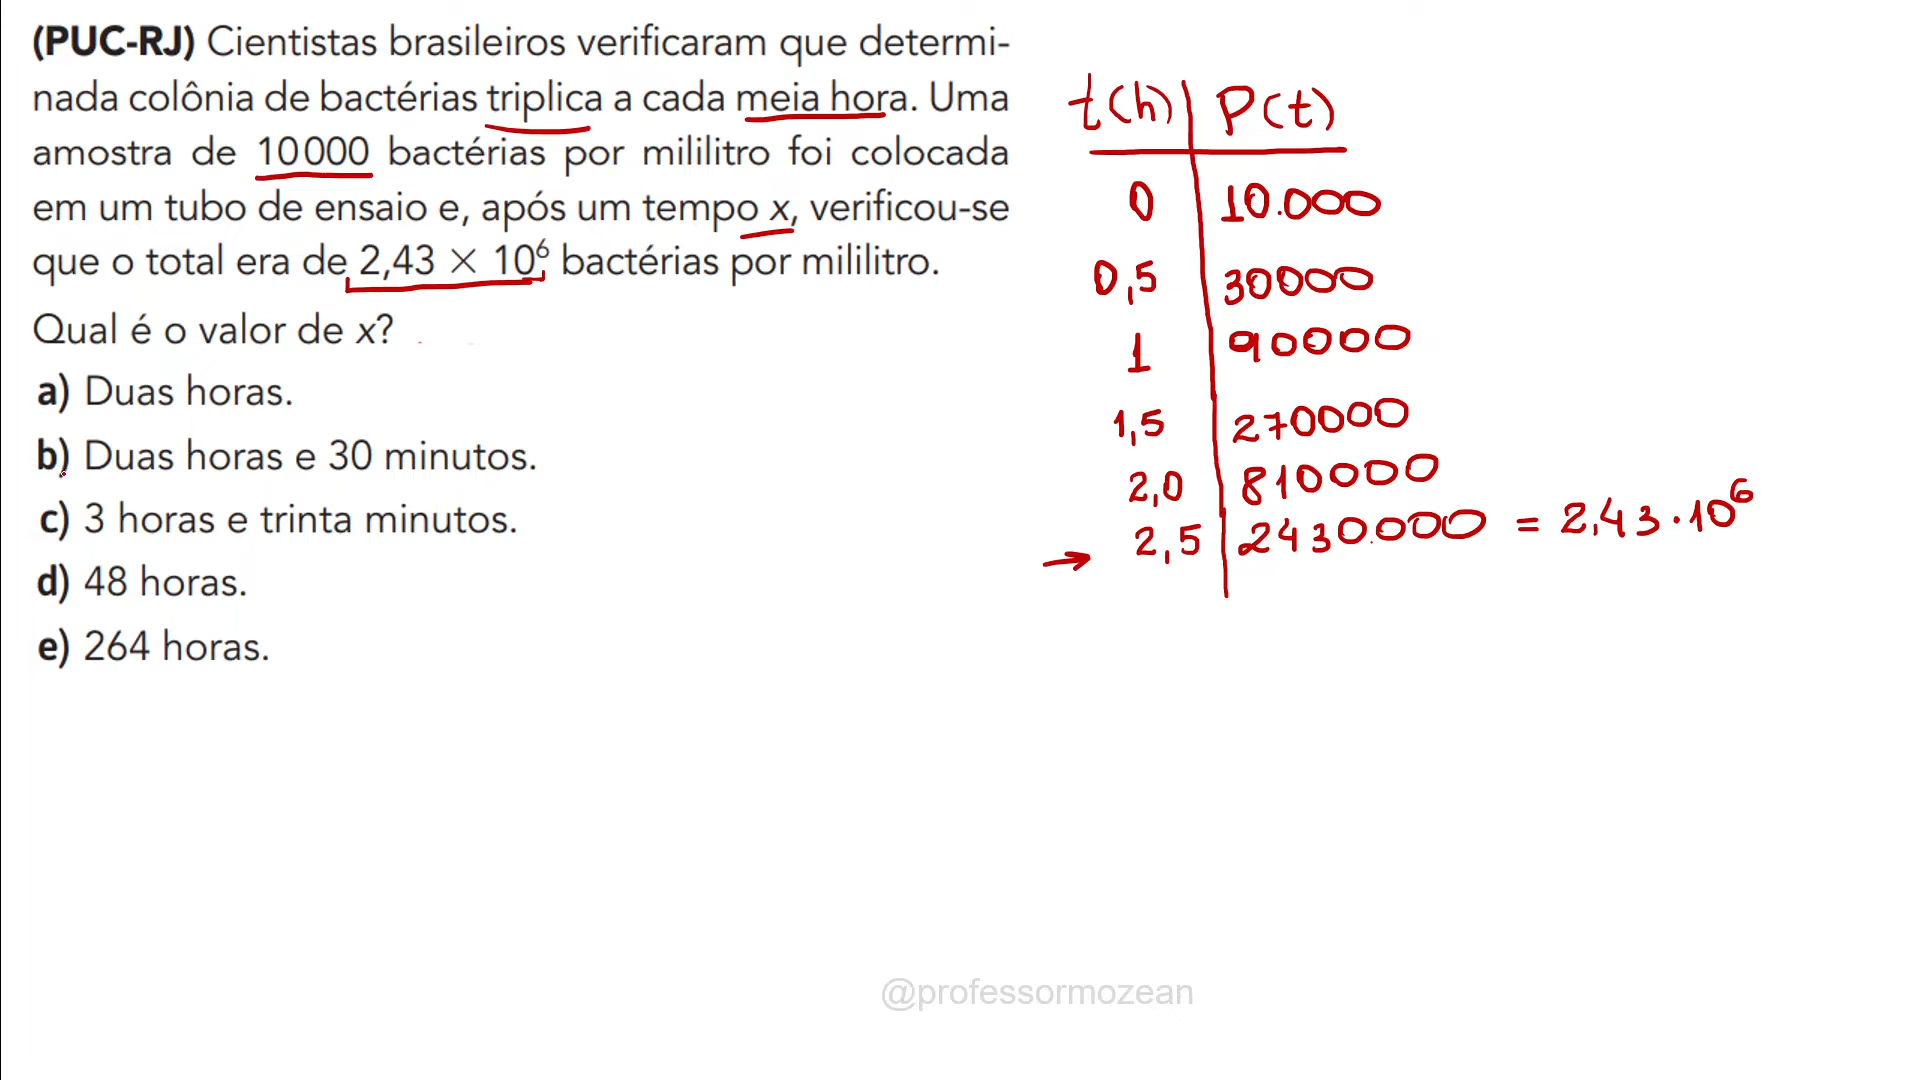 (PUC-RJ) Cientistas brasileiros verificaram que determi-
nada colônia de bactérias triplica a cada meia hora. Uma
amostra de 10 000 bactérias por mililitro foi colocada
em um tubo de ensaio e, após um tempo x, verificou-se
que o total era de 2,43 × 10⁶ bactérias por mililitro.
Qual é o valor de x?
a) Duas horas.
b) Duas horas e 30 minutos.
c) 3 horas e trinta minutos.
d) 48 horas.
e) 264 horas.
t(h) P(t)
0 10.000
0,5 30000
1 90000
1,5 270000
2,0 810000
→ 2,5 2430.000 = 2,43·10⁶
@professormozean